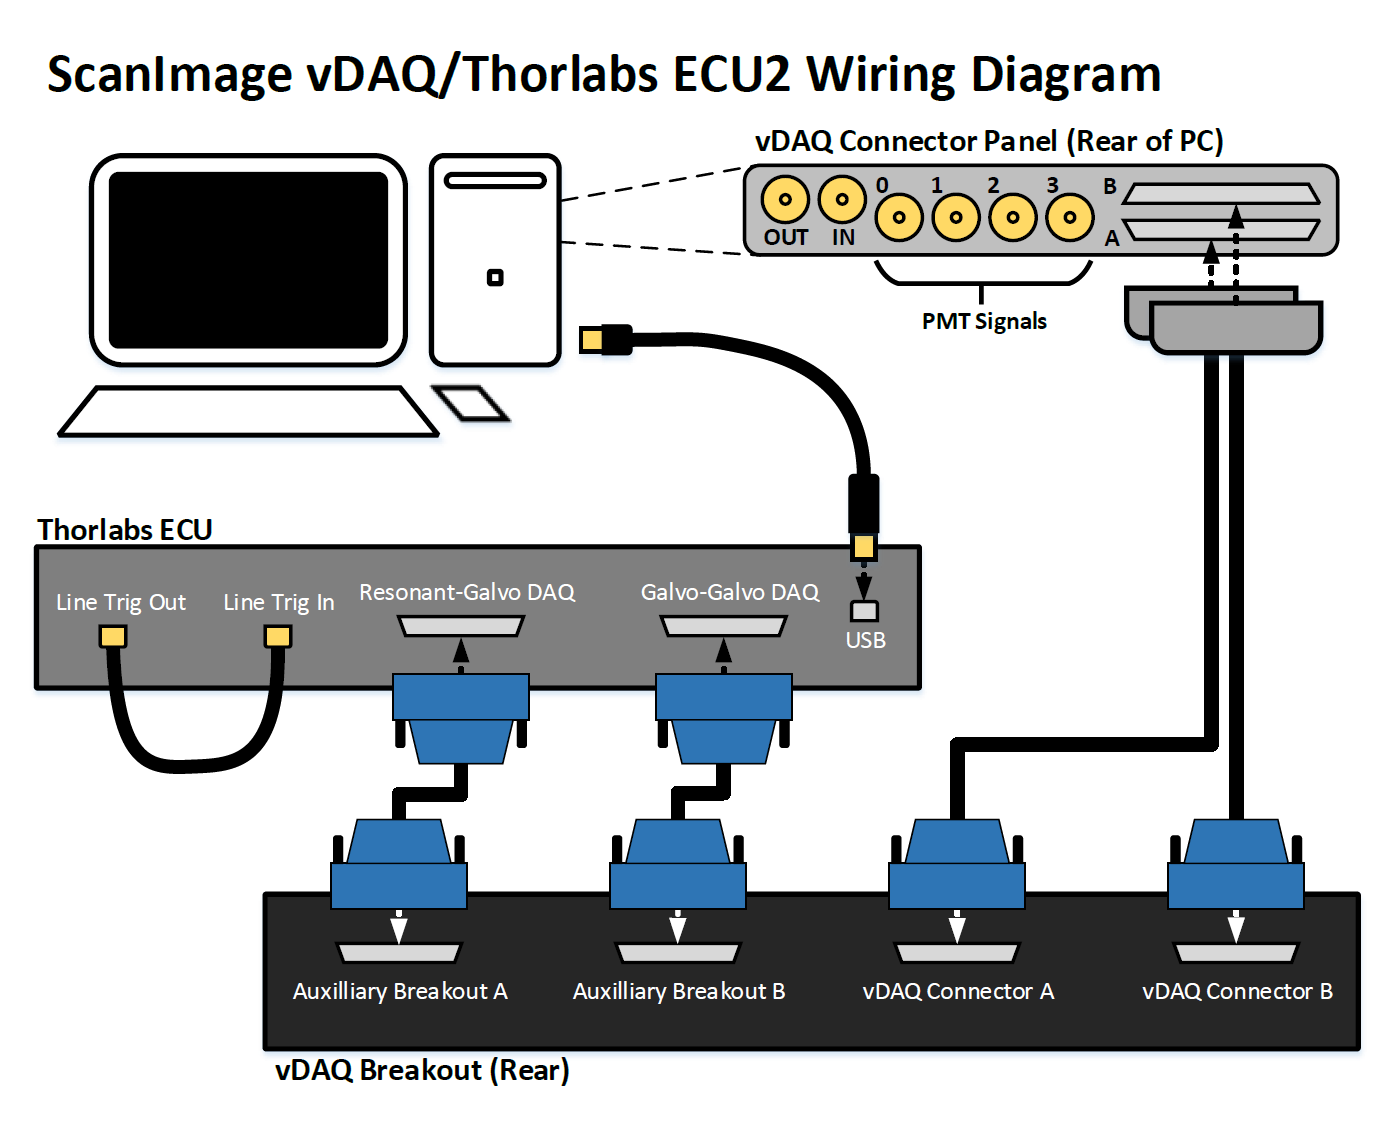 ScanImage vDAQ/Thorlabs ECU2 Wiring Diagram
vDAQ Connector Panel (Rear of PC)
0 1 2 3 B
OUT IN A
PMT Signals
Thorlabs ECU
Line Trig Out Line Trig In Resonant-Galvo DAQ Galvo-Galvo DAQ
USB
Auxilliary Breakout A Auxilliary Breakout B vDAQ Connector A vDAQ Connector B
vDAQ Breakout (Rear)